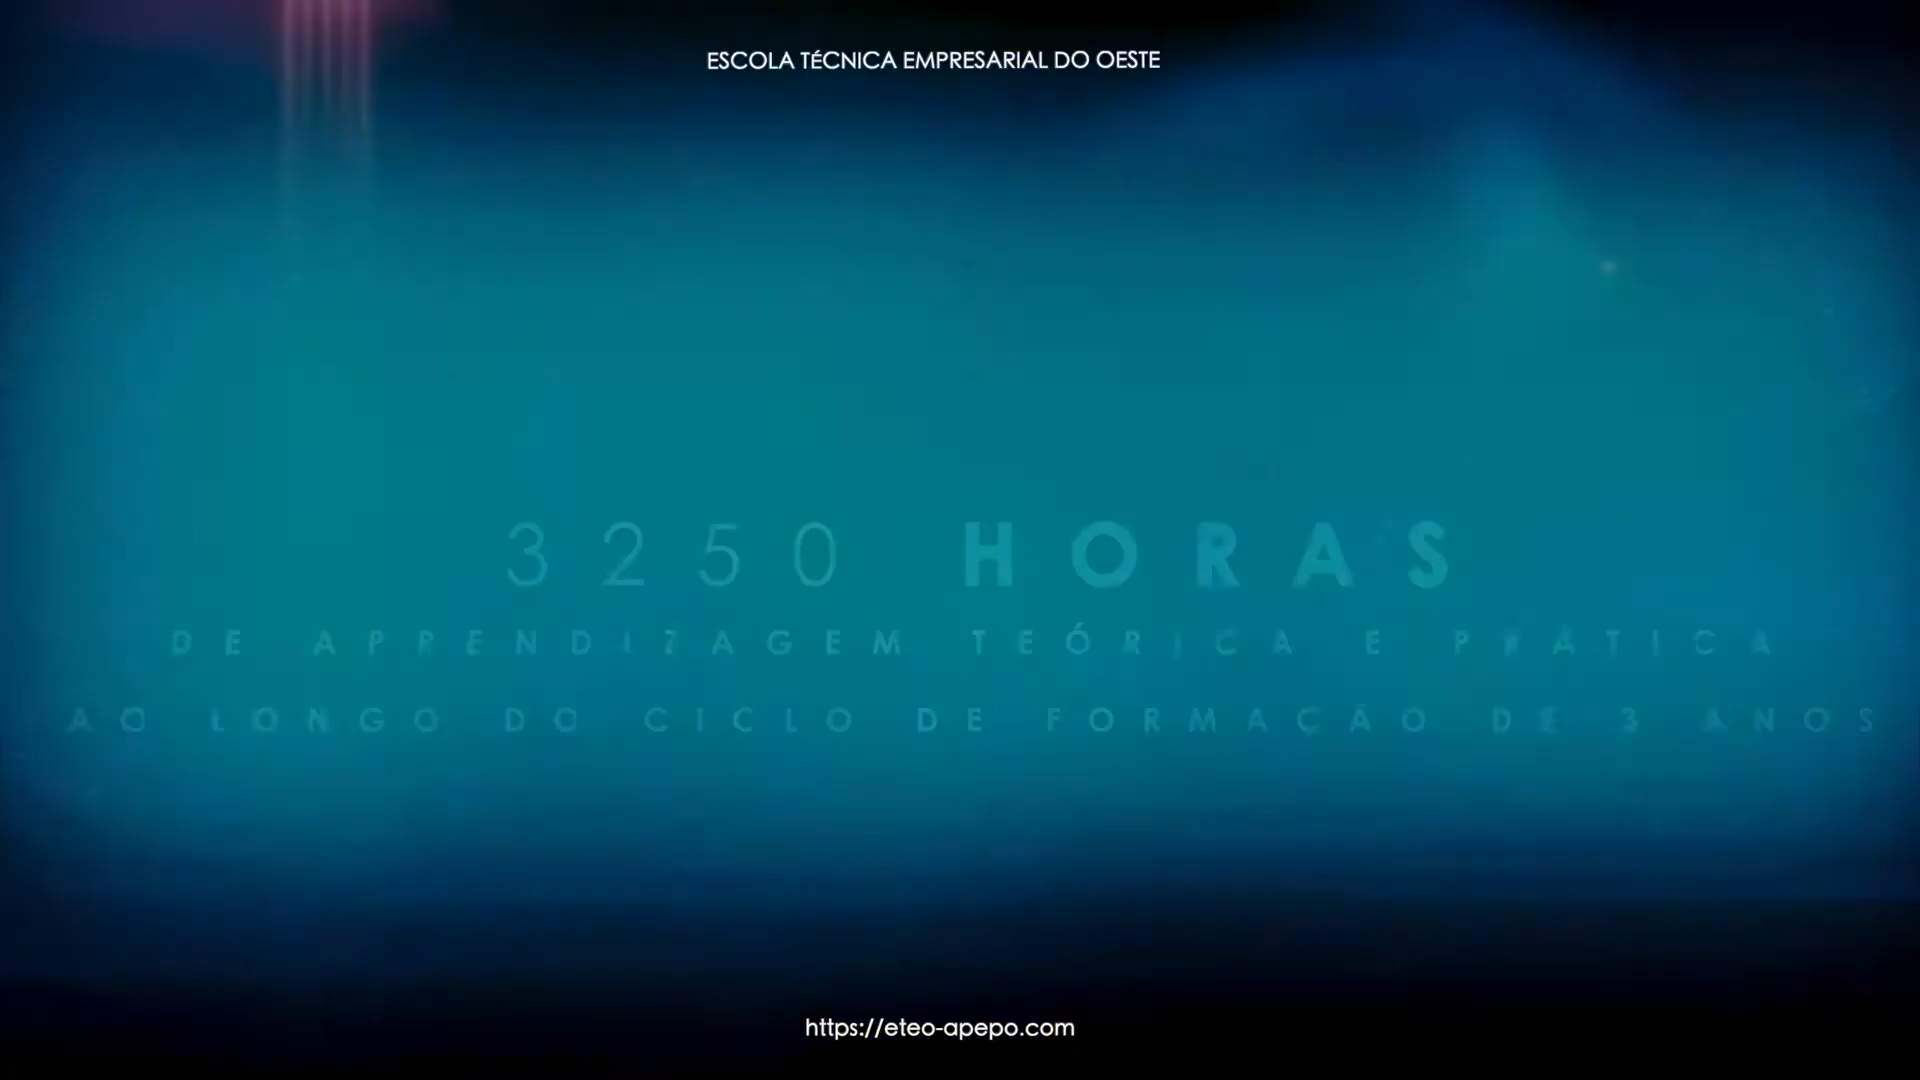 ESCOLA TÉCNICA EMPRESARIAL DO OESTE
3250 HORAS
DE APRENDIZAGEM TEÓRICA E PRATICA
AO LONGO DO CICLO DE FORMAÇÃO DE 3 ANOS
https://eteo-apepo.com